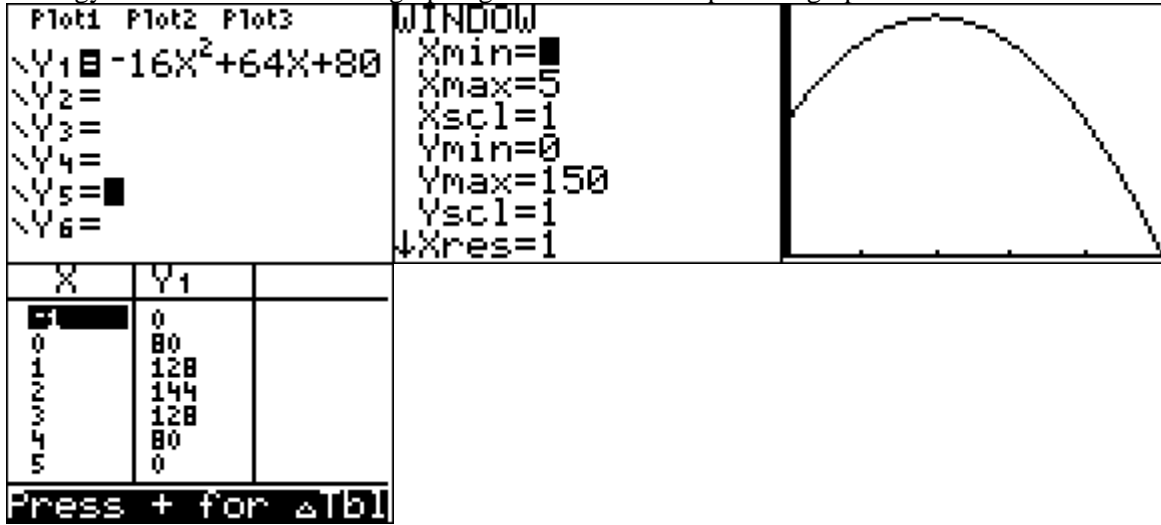 Plot1 Plot2 Plot3
\Y1=-16X²+64X+80
\Y2=
\Y3=
\Y4=
\Y5=
\Y6=
WINDOW
Xmin=
Xmax=5
Xscl=1
Ymin=0
Ymax=150
Yscl=1
↓Xres=1
X Y1
-1 0
0 80
1 128
2 144
3 128
4 80
5 0
Press + for △Tbl